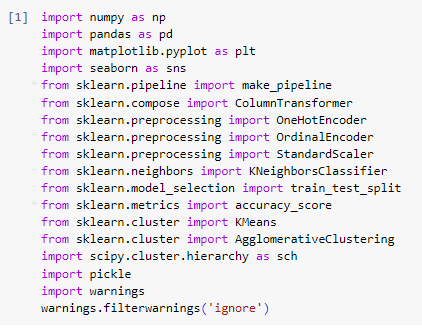 [1] import numpy as np
import pandas as pd
import matplotlib.pyplot as plt
import seaborn as sns
from sklearn.pipeline import make_pipeline
from sklearn.compose import ColumnTransformer
from sklearn.preprocessing import OneHotEncoder
from sklearn.preprocessing import OrdinalEncoder
from sklearn.preprocessing import StandardScaler
from sklearn.neighbors import KNeighborsClassifier
from sklearn.model_selection import train_test_split
from sklearn.metrics import accuracy_score
from sklearn.cluster import KMeans
from sklearn.cluster import AgglomerativeClustering
import scipy.cluster.hierarchy as sch
import pickle
import warnings
warnings.filterwarnings('ignore')